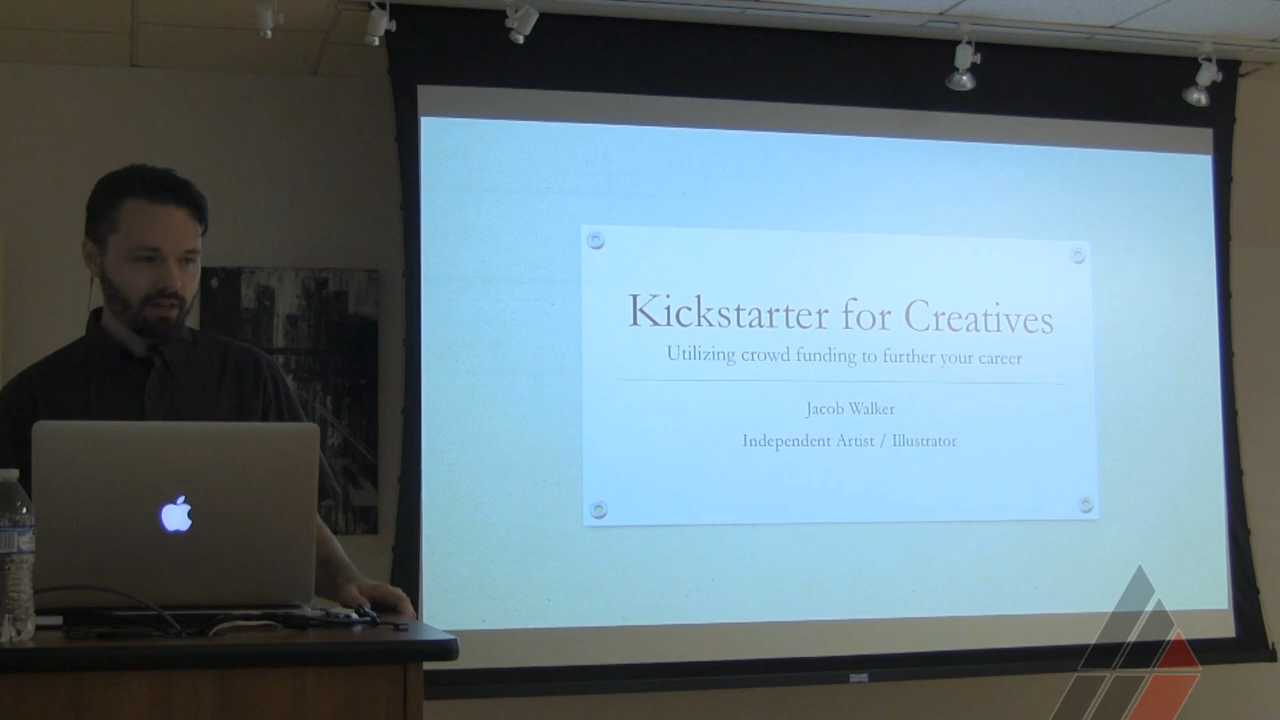 Kickstarter for Creatives
Utilizing crowd funding to further your career
Jacob Walker
Independent Artist / Illustrator